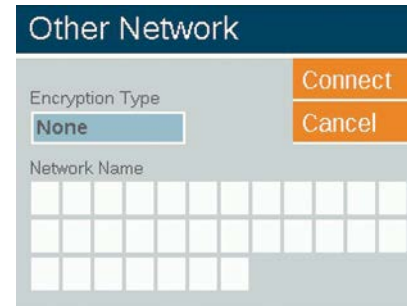 Other Network
Connect
Encryption Type
None
Cancel
Network Name